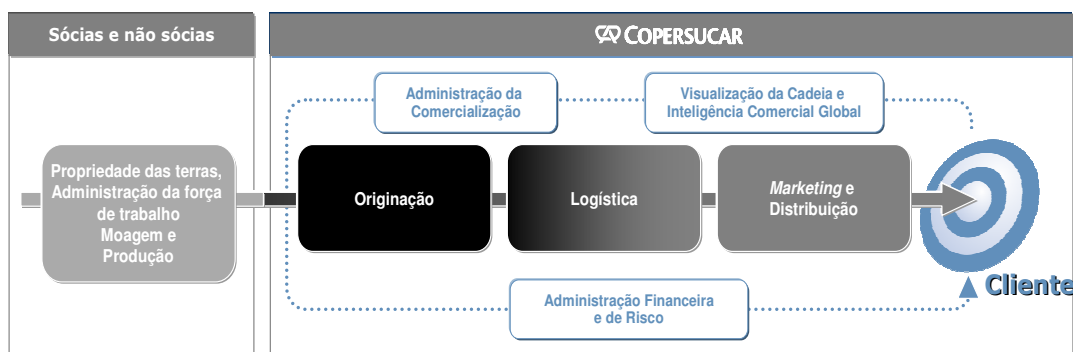 Sócias e não sócias
COPERSUCAR
Administração da
Comercialização
Visualização da Cadeia e
Inteligência Comercial Global
Propriedade das terras,
Administração da força
de trabalho
Moagem e
Produção
Originação
Logística
Marketing e
Distribuição
Cliente
Administração Financeira
e de Risco